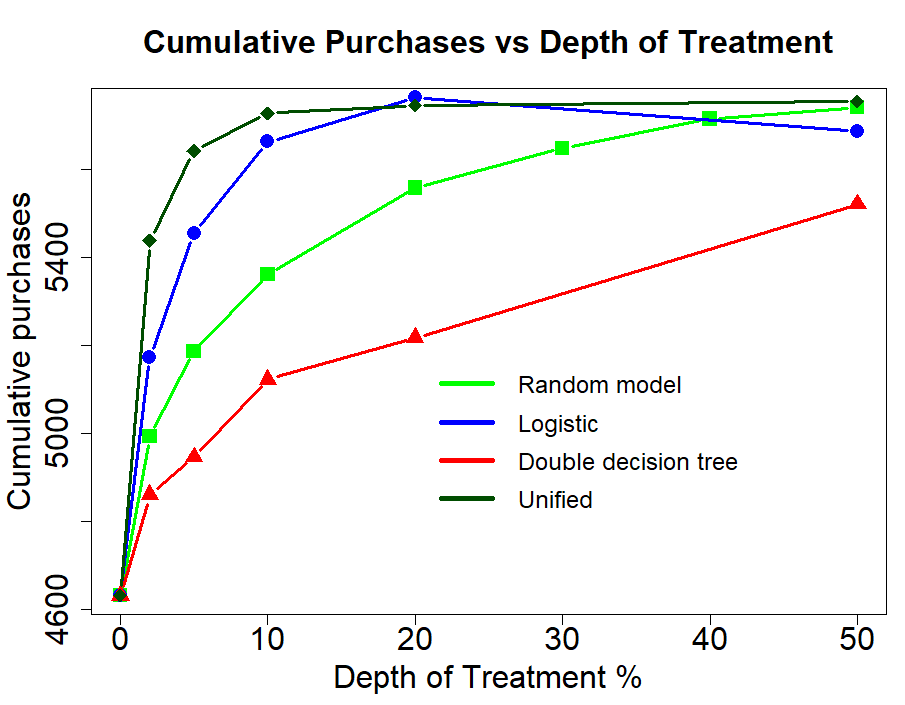 Cumulative Purchases vs Depth of Treatment
Cumulative purchases
5400
5000
4600
Random model
Logistic
Double decision tree
Unified
0 10 20 30 40 50
Depth of Treatment %